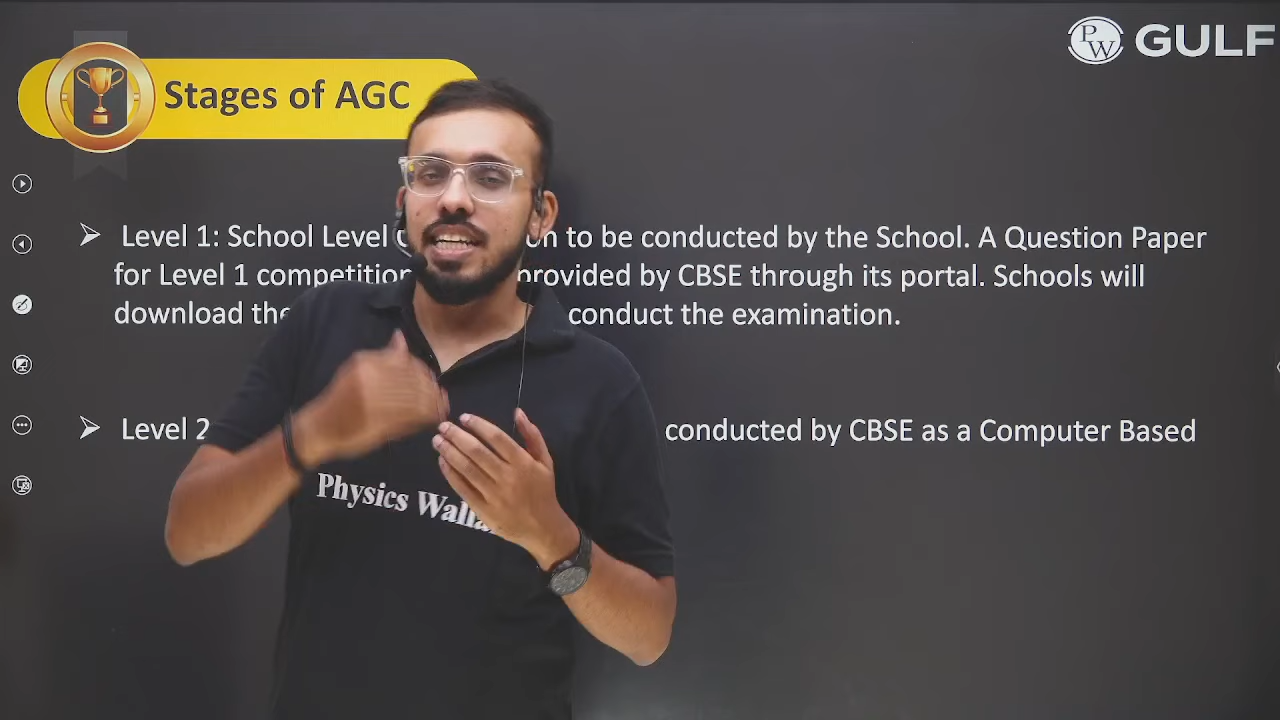 PW GULF
Stages of AGC
Level 1: School Level to be conducted by the School. A Question Paper
for Level 1 competition provided by CBSE through its portal. Schools will
download the conduct the examination.
Level 2 conducted by CBSE as a Computer Based
Physics Wallah